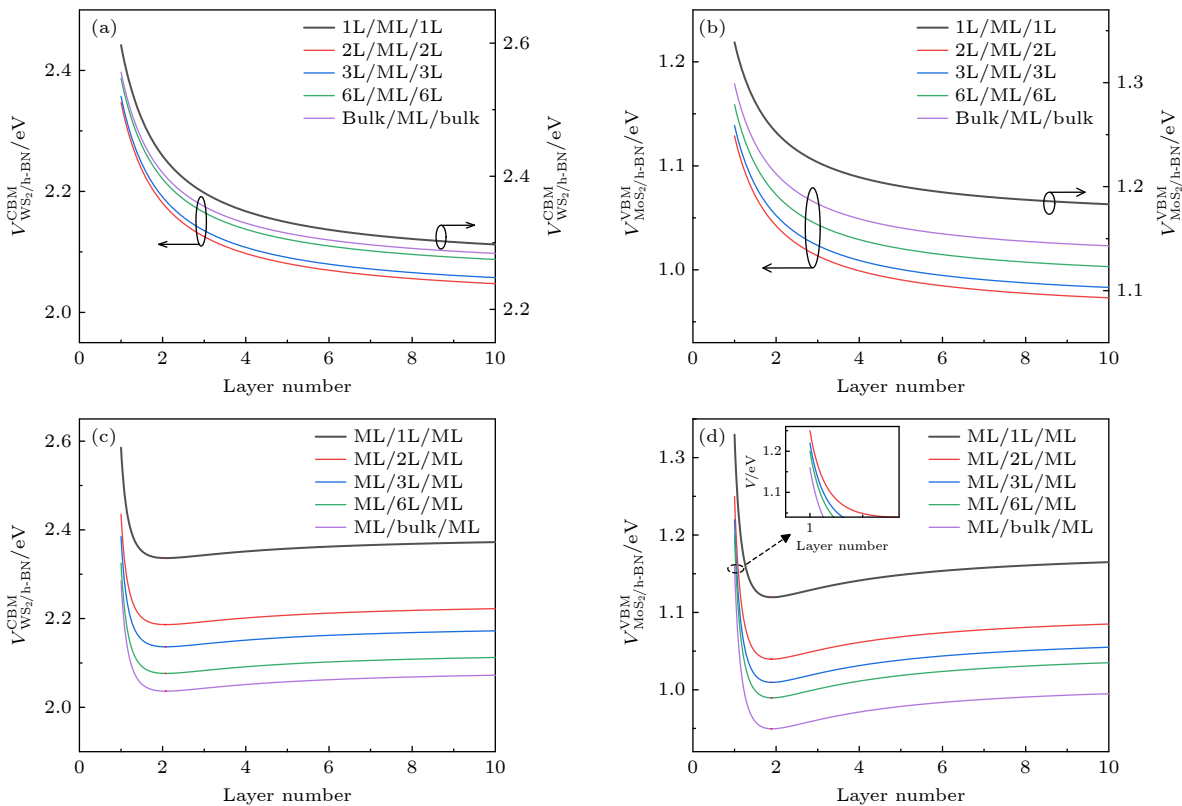 (a)
1L/ML/1L
2L/ML/2L
3L/ML/3L
6L/ML/6L
Bulk/ML/bulk
2.4
2.2
2.0
2.6
2.4
2.2
0 2 4 6 8 10
Layer number
V^CBM_WS₂/h-BN/eV
V^CBM_WS₂/h-BN/eV
(b)
1L/ML/1L
2L/ML/2L
3L/ML/3L
6L/ML/6L
Bulk/ML/bulk
1.2
1.1
1.0
1.3
1.2
1.1
0 2 4 6 8 10
Layer number
V^VBM_MoS₂/h-BN/eV
V^VBM_MoS₂/h-BN/eV
(c)
ML/1L/ML
ML/2L/ML
ML/3L/ML
ML/6L/ML
ML/bulk/ML
2.6
2.4
2.2
2.0
0 2 4 6 8 10
Layer number
V^CBM_WS₂/h-BN/eV
(d)
ML/1L/ML
ML/2L/ML
ML/3L/ML
ML/6L/ML
ML/bulk/ML
1.3
1.2
1.1
1.0
0 2 4 6 8 10
Layer number
V^VBM_MoS₂/h-BN/eV
1.2
1.1
V/eV
1
Layer number